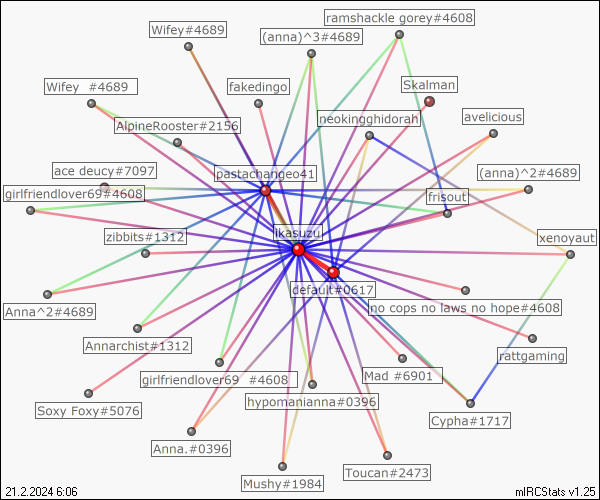 ramshackle gorey#4608
Wifey#4689
(anna)^3#4689
Wifey  #4689
fakedingo
Skalman
AlpineRooster#2156
neokingghidorah
avelicious
ace deucy#7097
pastachangeo41
(anna)^2#4689
girlfriendlover69#4608
frisout
zibbits#1312
ikasuzu
xenoyaut
default#0617
Anna^2#4689
no cops no laws no hope#4608
Annarchist#1312
rattgaming
girlfriendlover69  #4608
Mad #6901
Soxy Foxy#5076
hypomanianna#0396
Cypha#1717
Anna.#0396
Mushy#1984
Toucan#2473
21.2.2024 6:06
mIRCStats v1.25